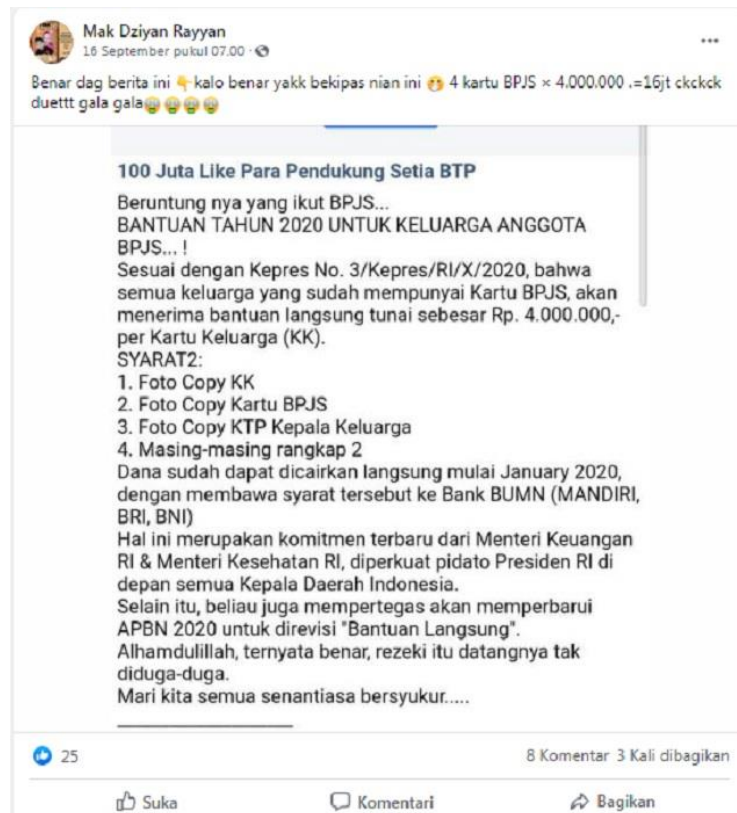 Mak Dziyan Rayyan
16 September pukul 07.00 ·
Benar dag berita ini 👇 kalo benar yakk bekipas nian ini 🤭 4 kartu BPJS × 4.000.000 .=16jt ckckck
duettt gala gala🤑🤑🤑🤑
100 Juta Like Para Pendukung Setia BTP
Beruntung nya yang ikut BPJS...
BANTUAN TAHUN 2020 UNTUK KELUARGA ANGGOTA
BPJS... !
Sesuai dengan Kepres No. 3/Kepres/RI/X/2020, bahwa
semua keluarga yang sudah mempunyai Kartu BPJS, akan
menerima bantuan langsung tunai sebesar Rp. 4.000.000,-
per Kartu Keluarga (KK).
SYARAT2:
1. Foto Copy KK
2. Foto Copy Kartu BPJS
3. Foto Copy KTP Kepala Keluarga
4. Masing-masing rangkap 2
Dana sudah dapat dicairkan langsung mulai January 2020,
dengan membawa syarat tersebut ke Bank BUMN (MANDIRI,
BRI, BNI)
Hal ini merupakan komitmen terbaru dari Menteri Keuangan
RI & Menteri Kesehatan RI, diperkuat pidato Presiden RI di
depan semua Kepala Daerah Indonesia.
Selain itu, beliau juga mempertegas akan memperbarui
APBN 2020 untuk direvisi "Bantuan Langsung".
Alhamdulillah, ternyata benar, rezeki itu datangnya tak
diduga-duga.
Mari kita semua senantiasa bersyukur.....
25
8 Komentar 3 Kali dibagikan
Suka
Komentari
Bagikan